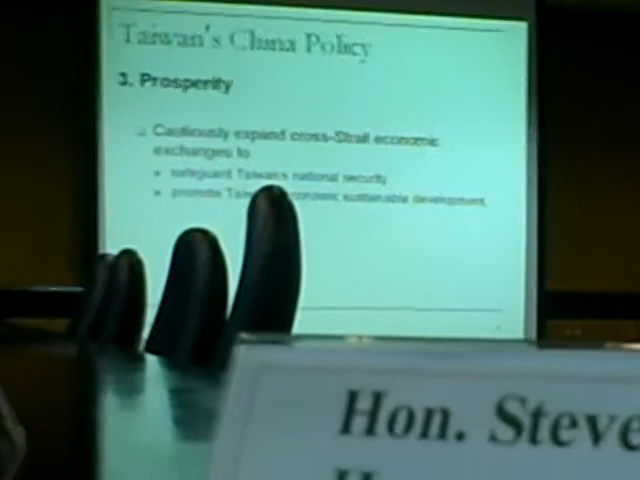 Taiwan's China Policy
3. Prosperity
Cautiously expand cross-Strait economic
exchanges to
safeguard Taiwan's national security
promote economic sustainable development
Hon. Steve